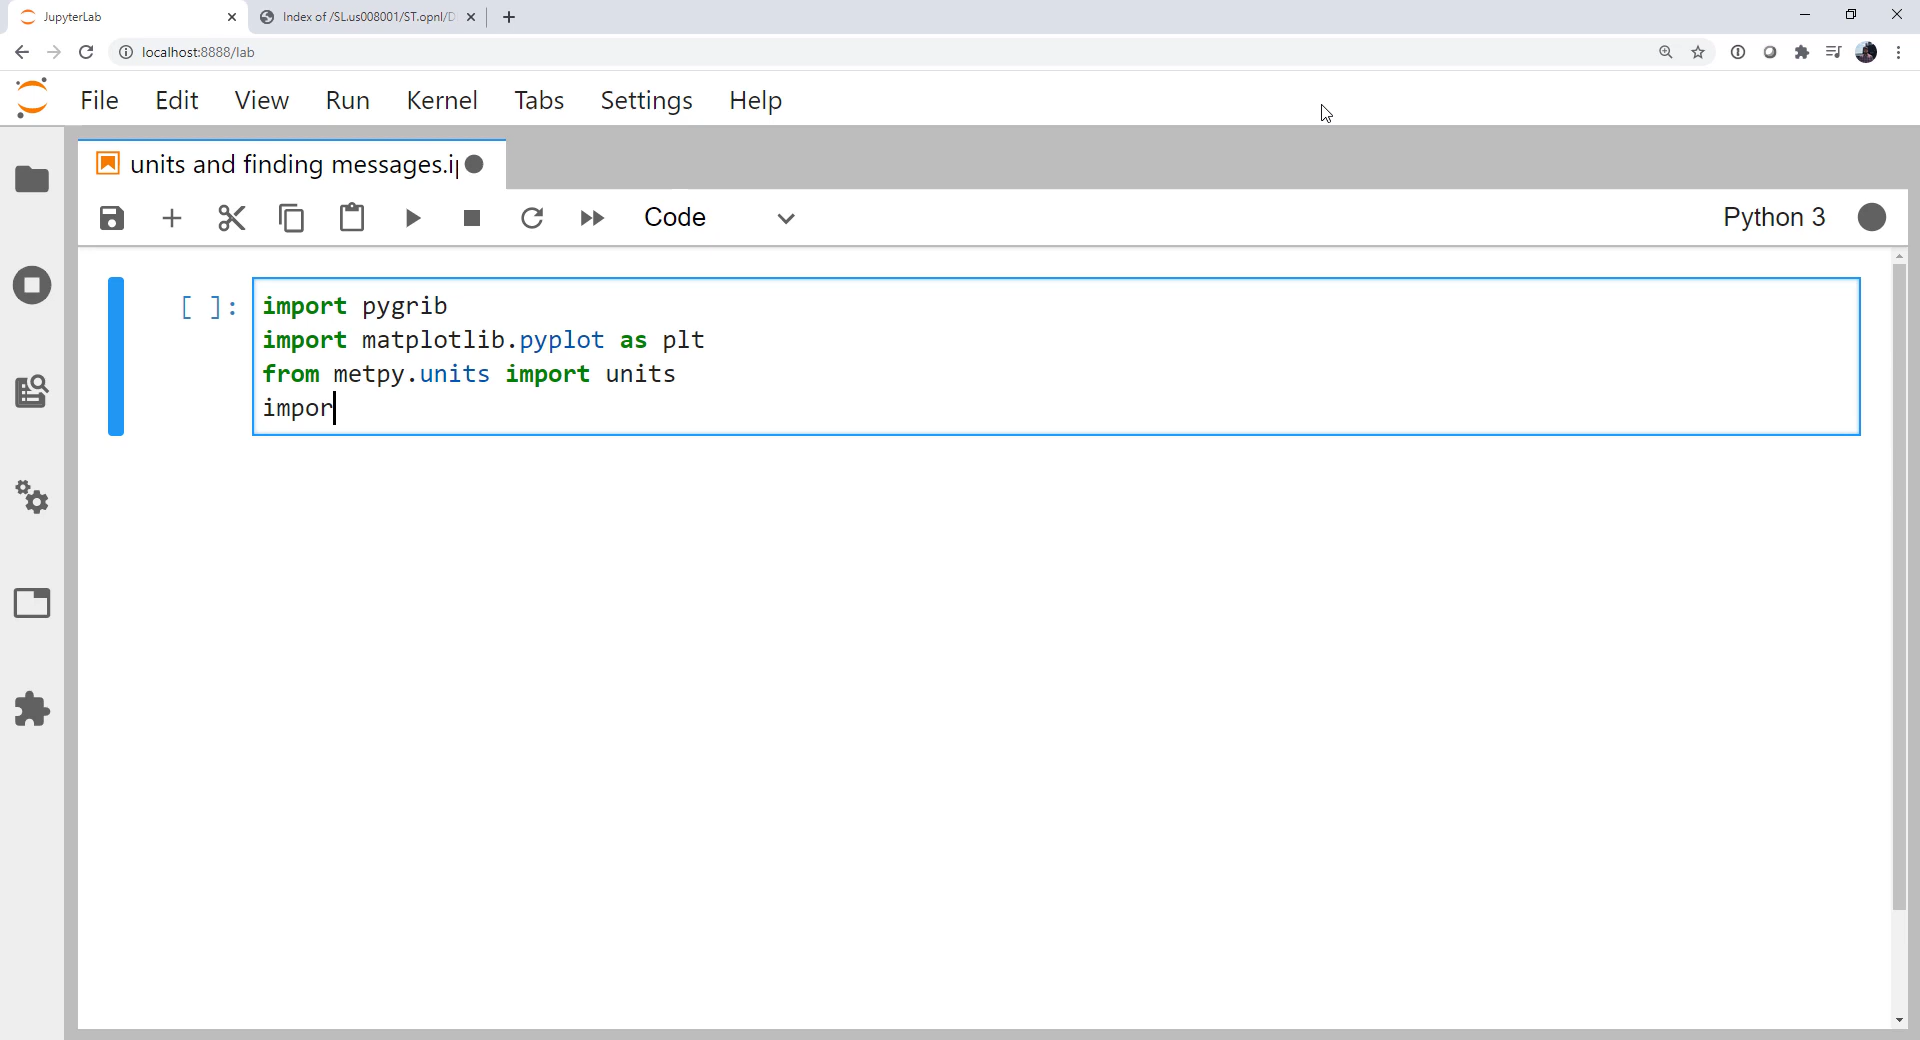 JupyterLab
Index of /SL.us008001/ST.opnl/D
localhost:8888/lab
File Edit View Run Kernel Tabs Settings Help
units and finding messages.i
Code
Python 3
[ ]:
import pygrib
import matplotlib.pyplot as plt
from metpy.units import units
impor